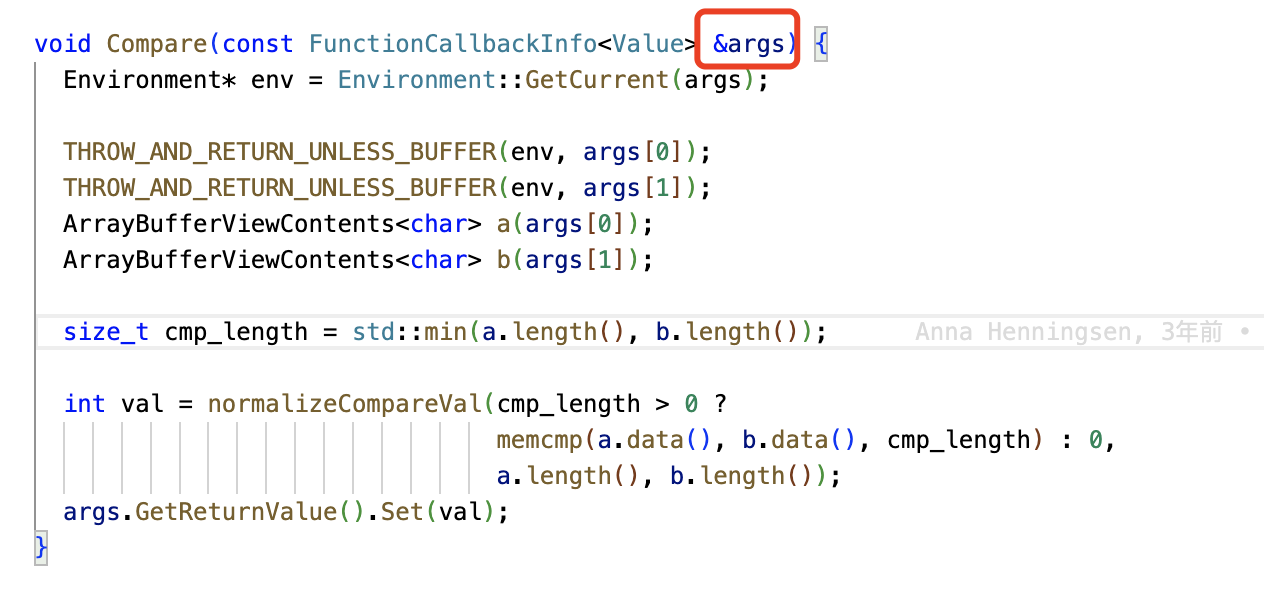 void Compare(const FunctionCallbackInfo<Value> &args) {
  Environment* env = Environment::GetCurrent(args);
  THROW_AND_RETURN_UNLESS_BUFFER(env, args[0]);
  THROW_AND_RETURN_UNLESS_BUFFER(env, args[1]);
  ArrayBufferViewContents<char> a(args[0]);
  ArrayBufferViewContents<char> b(args[1]);
  size_t cmp_length = std::min(a.length(), b.length());      Anna Henningsen, 3年前 •
  int val = normalizeCompareVal(cmp_length > 0 ?
                                memcmp(a.data(), b.data(), cmp_length) : 0,
                                a.length(), b.length());
  args.GetReturnValue().Set(val);
}